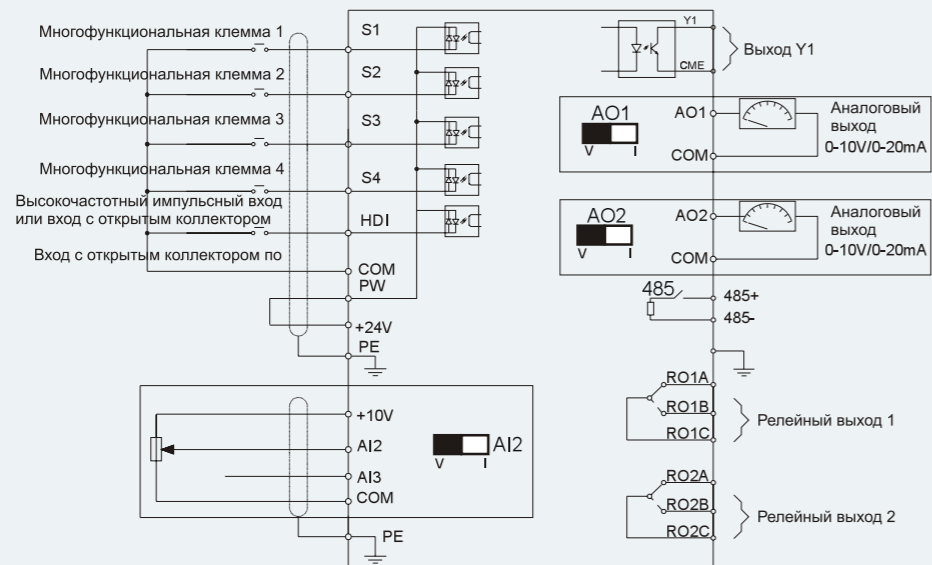 Многофункциональная клемма 1
S1
Многофункциональная клемма 2
S2
Многофункциональная клемма 3
S3
Многофункциональная клемма 4
S4
Высокочастотный импульсный вход
или вход с открытым коллектором
HDI
Вход с открытым коллектором по
COM
PW
+24V
PE
+10V
AI2
AI3
COM
V I
AI2
PE
Y1
CME
Выход Y1
AO1
V I
AO1
COM
Аналоговый
выход
0-10V/0-20mA
AO2
V I
AO2
COM
Аналоговый
выход
0-10V/0-20mA
485
485+
485-
RO1A
RO1B
RO1C
Релейный выход 1
RO2A
RO2B
RO2C
Релейный выход 2